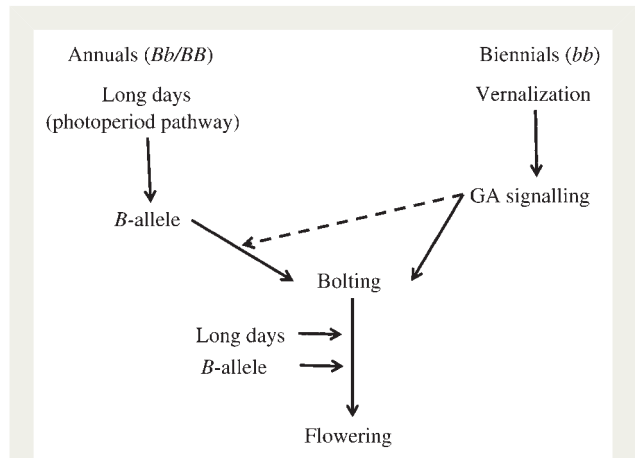 Annuals (Bb/BB)
Biennials (bb)
Long days
(photoperiod pathway)
Vernalization
B-allele
GA signalling
Bolting
Long days
B-allele
Flowering